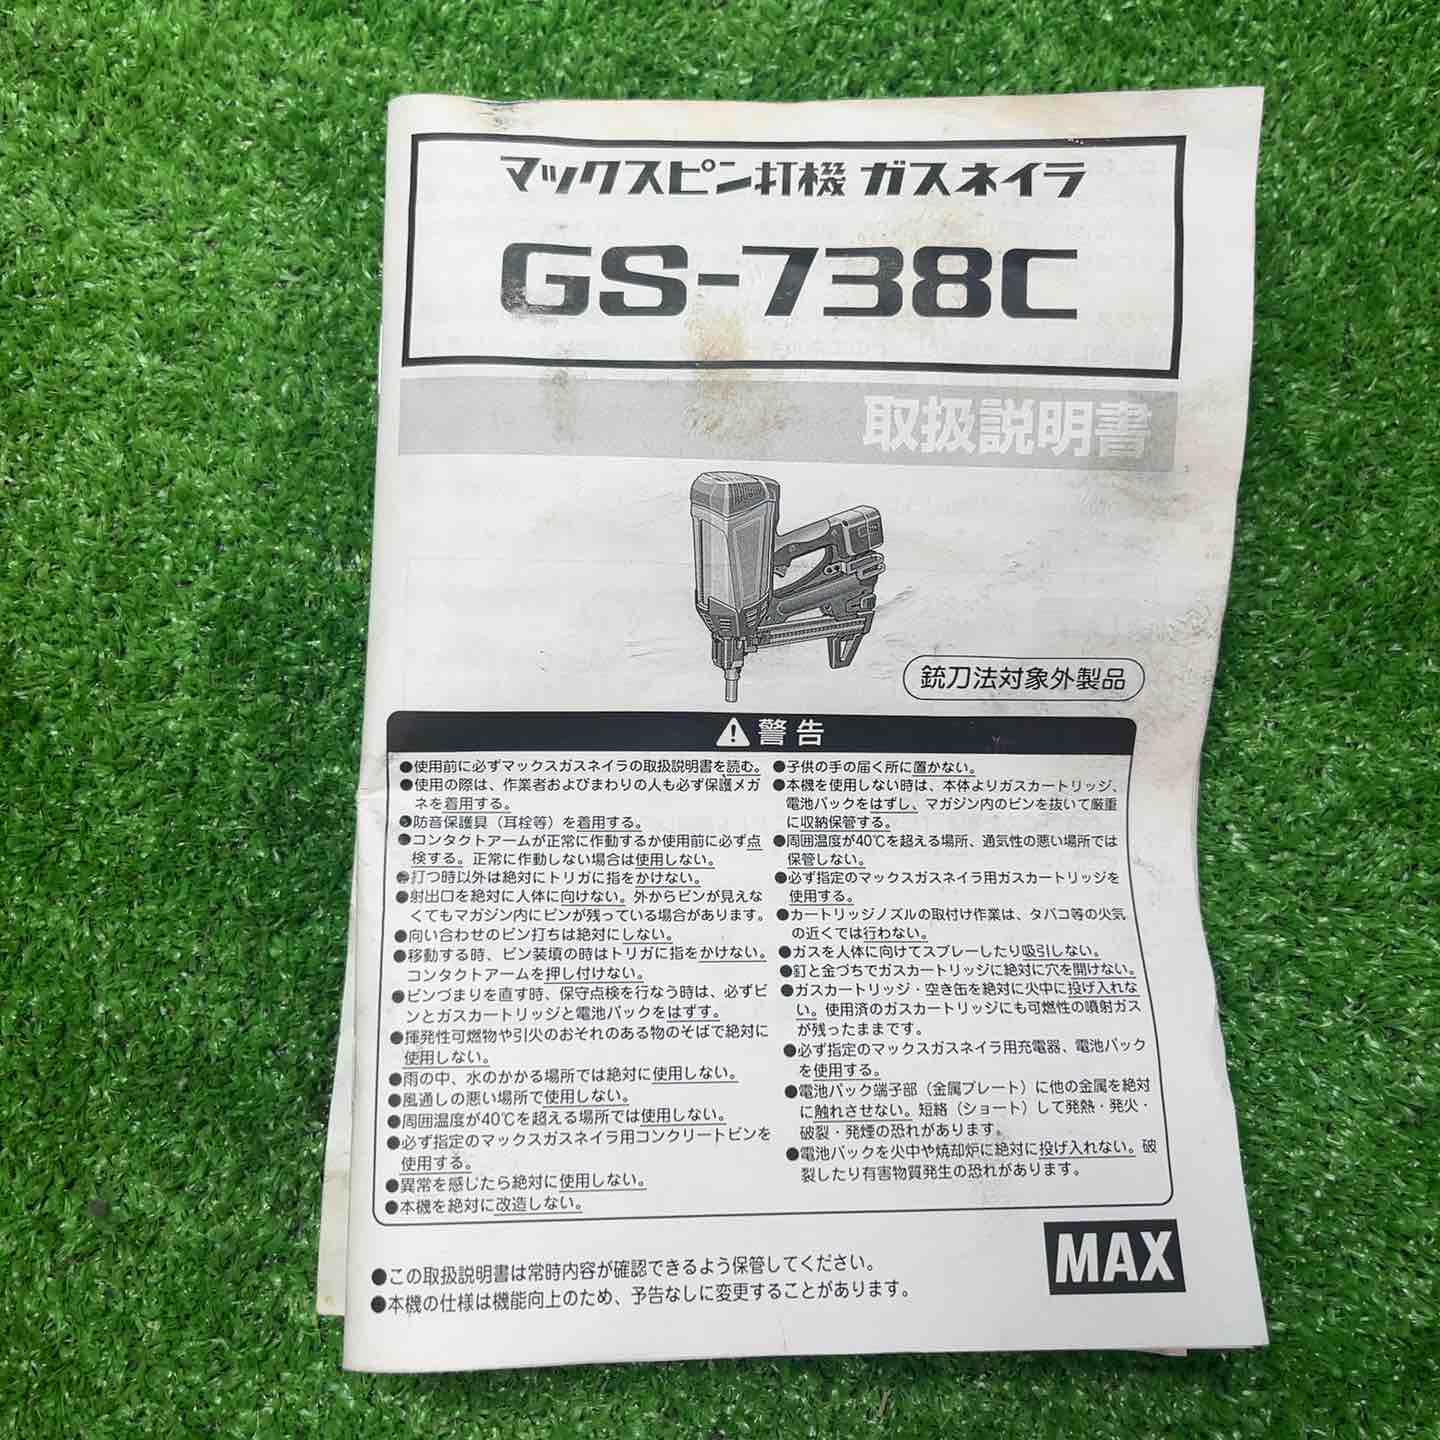 マックスピン打機 ガスネイラ
GS-738C
取扱説明書
銃刀法対象外製品
警告
●使用前に必ずマックスガスネイラの取扱説明書を読む。
●使用の際は、作業者およびまわりの人も必ず保護メガ
ネを着用する。
●防音保護具（耳栓等）を着用する。
●コンタクトアームが正常に作動するか使用前に必ず点
検する。正常に作動しない場合は使用しない。
●打つ時以外は絶対にトリガに指をかけない。
●射出口を絶対に人体に向けない。外からピンが見えな
くてもマガジン内にピンが残っている場合があります。
●向い合わせのピン打ちは絶対にしない。
●移動する時、ピン装填の時はトリガに指をかけない。
コンタクトアームを押し付けない。
●ピンづまりを直す時、保守点検を行なう時は、必ずピ
ンとガスカートリッジと電池パックをはずす。
●揮発性可燃物や引火のおそれのある物のそばで絶対に
使用しない。
●雨の中、水のかかる場所では絶対に使用しない。
●風通しの悪い場所で使用しない。
●周囲温度が40℃を超える場所では使用しない。
●必ず指定のマックスガスネイラ用コンクリートピンを
使用する。
●異常を感じたら絶対に使用しない。
●本機を絶対に改造しない。
●子供の手の届く所に置かない。
●本機を使用しない時は、本体よりガスカートリッジ、
電池パックをはずし、マガジン内のピンを抜いて厳重
に収納保管する。
●周囲温度が40℃を超える場所、通気性の悪い場所では
保管しない。
●必ず指定のマックスガスネイラ用ガスカートリッジを
使用する。
●カートリッジノズルの取付け作業は、タバコ等の火気
の近くでは行わない。
●ガスを人体に向けてスプレーしたり吸引しない。
●釘と金づちでガスカートリッジに絶対に穴を開けない。
●ガスカートリッジ・空き缶を絶対に火中に投げ入れな
い。使用済のガスカートリッジにも可燃性の噴射ガス
が残ったままです。
●必ず指定のマックスガスネイラ用充電器、電池パック
を使用する。
●電池パック端子部（金属プレート）に他の金属を絶対
に触れさせない。短絡（ショート）して発熱・発火・
破裂・発煙の恐れがあります。
●電池パックを火中や焼却炉に絶対に投げ入れない。破
裂したり有害物質発生の恐れがあります。
●この取扱説明書は常時内容が確認できるよう保管してください。
●本機の仕様は機能向上のため、予告なしに変更することがあります。
MAX